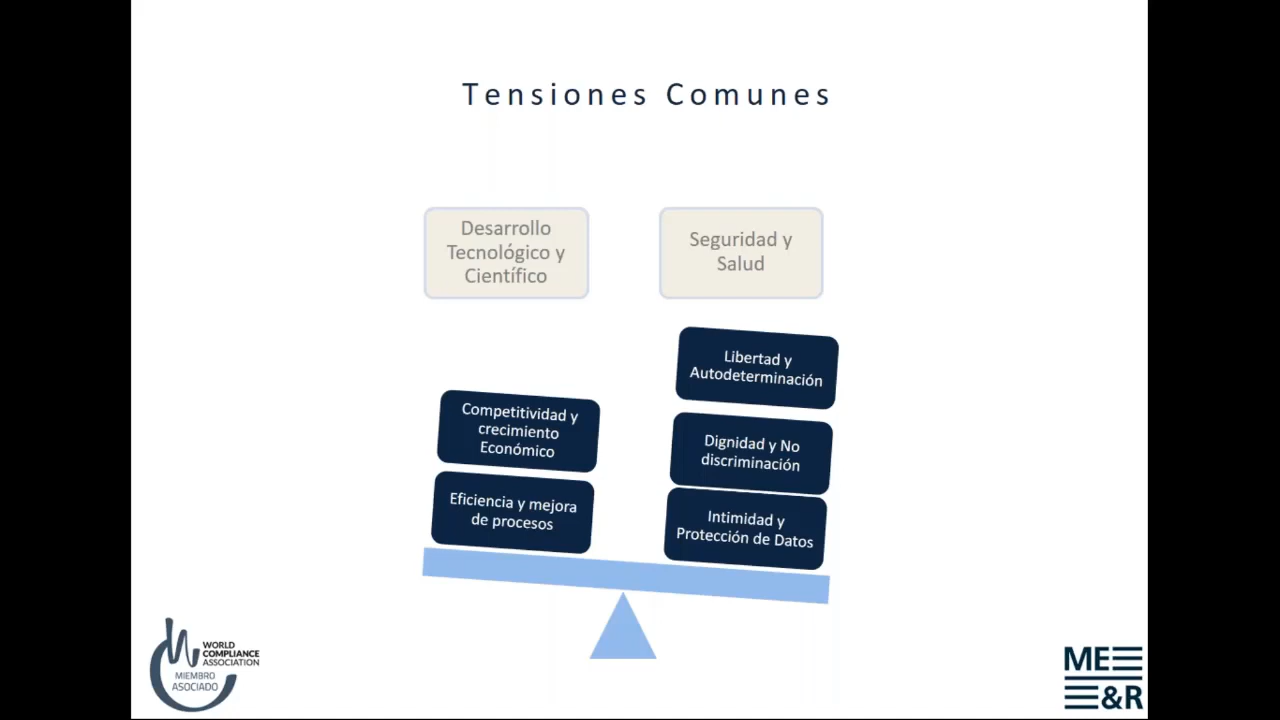 Tensiones Comunes
Desarrollo
Tecnológico y
Científico
Seguridad y
Salud
Libertad y
Autodeterminación
Competitividad y
crecimiento
Económico
Dignidad y No
discriminación
Eficiencia y mejora
de procesos
Intimidad y
Protección de Datos
WORLD
COMPLIANCE
ASSOCIATION
MIEMBRO
ASOCIADO
ME
&R